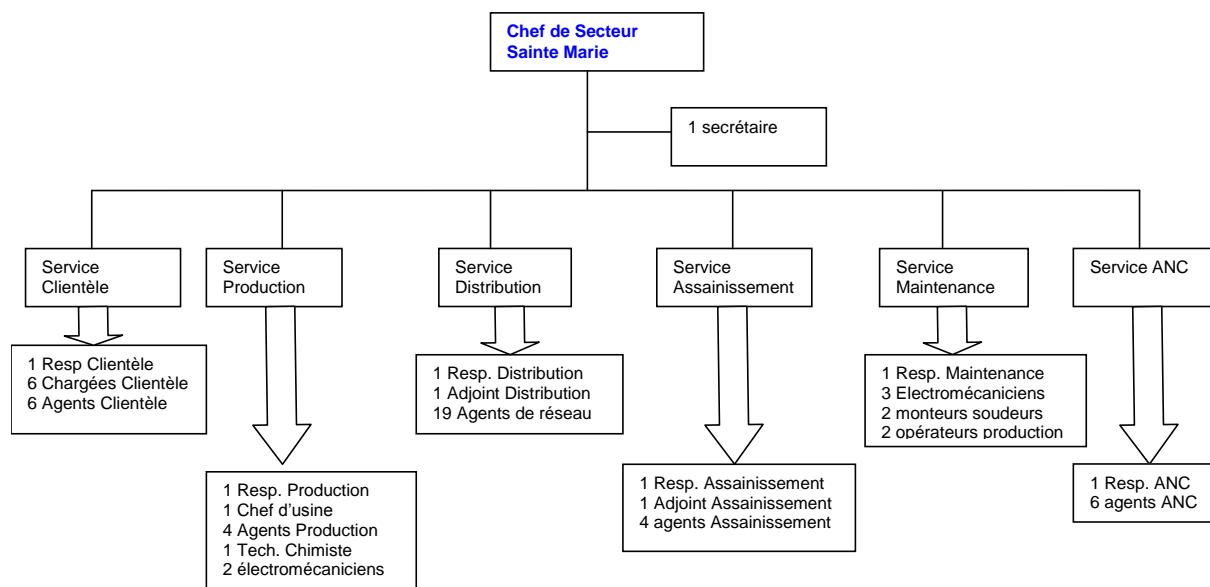 Chef de Secteur
Sainte Marie
1 secrétaire
Service
Clientèle
Service
Production
Service
Distribution
Service
Assainissement
Service
Maintenance
Service ANC
1 Resp Clientèle
6 Chargées Clientèle
6 Agents Clientèle
1 Resp. Distribution
1 Adjoint Distribution
19 Agents de réseau
1 Resp. Maintenance
3 Electromécaniciens
2 monteurs soudeurs
2 opérateurs production
1 Resp. Production
1 Chef d'usine
4 Agents Production
1 Tech. Chimiste
2 électromécaniciens
1 Resp. Assainissement
1 Adjoint Assainissement
4 agents Assainissement
1 Resp. ANC
6 agents ANC